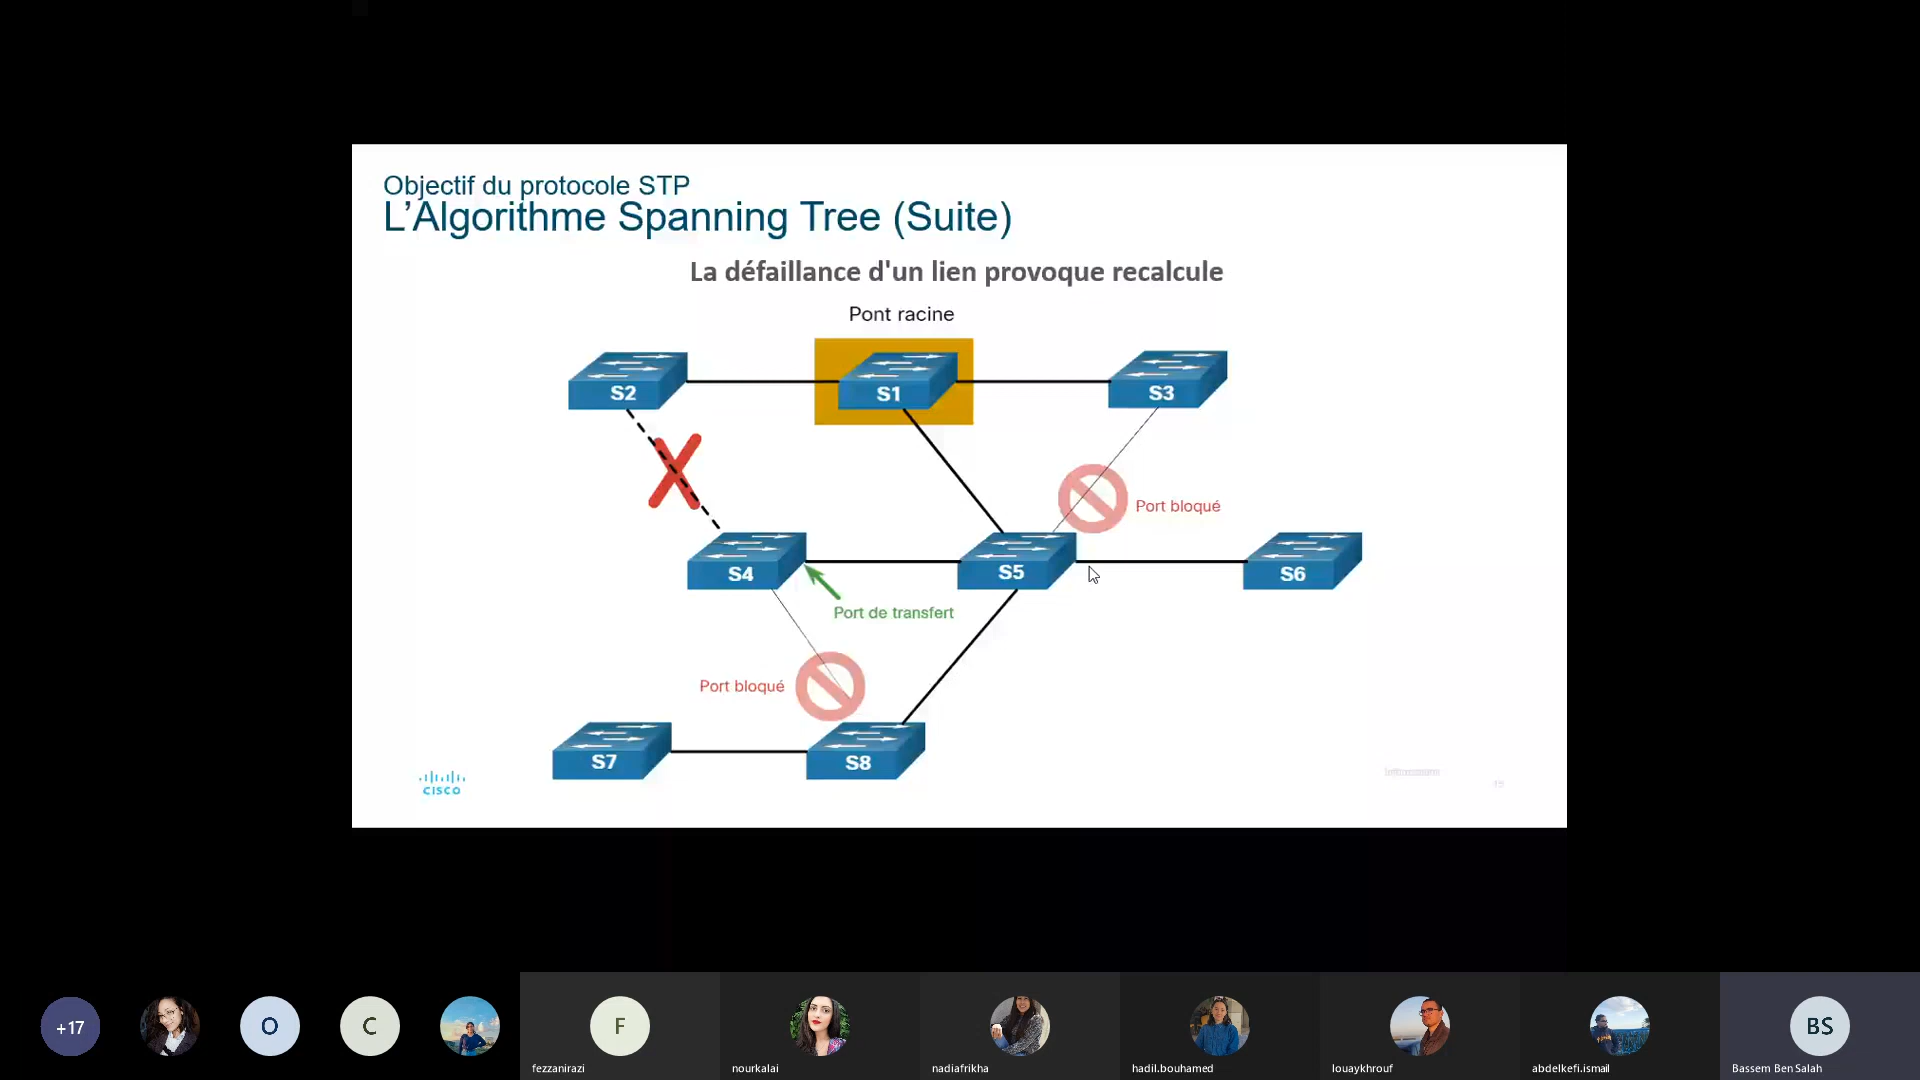 Objectif du protocole STP
L'Algorithme Spanning Tree (Suite)
La défaillance d'un lien provoque recalcule
Pont racine
S2
S1
S3
Port bloqué
S4
S5
S6
Port de transfert
Port bloqué
S7
S8
CISCO
+17
O
C
F
BS
fezzanirazi
nourkalai
nadiafrikha
hadil.bouhamed
louaykhrouf
abdelkefi.ismail
Bassem Ben Salah